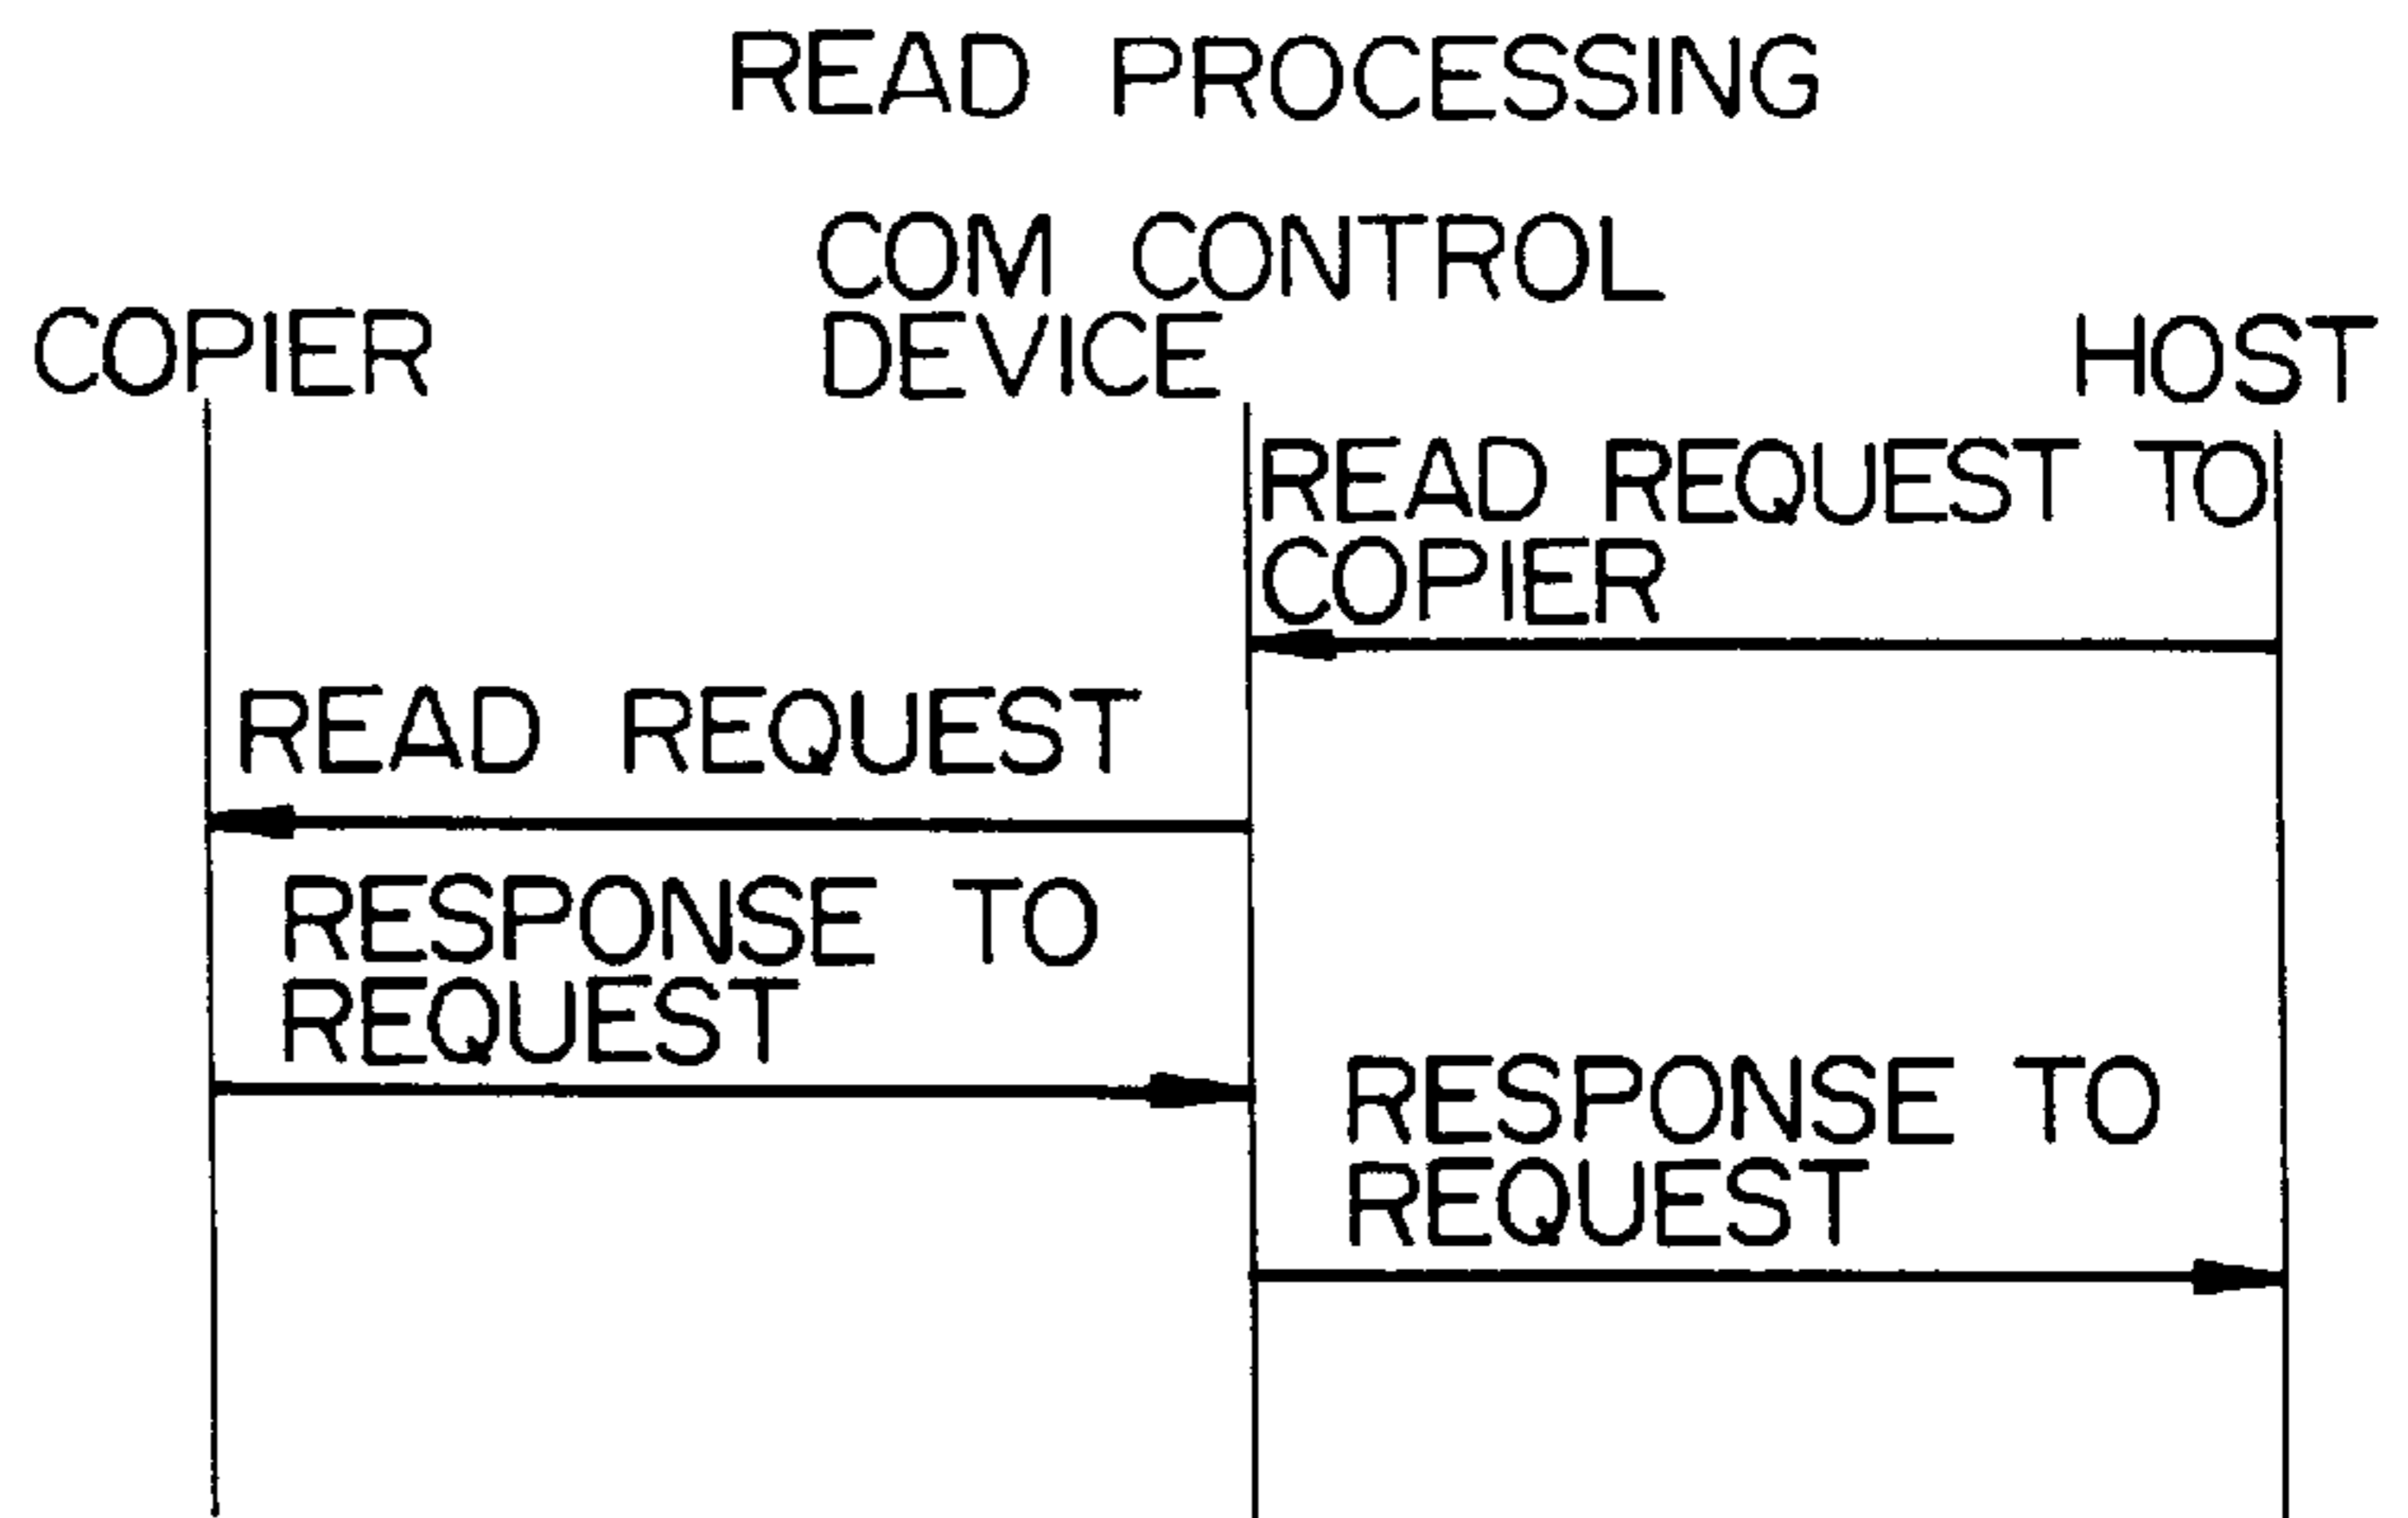 READ PROCESSING
COM CONTROL
COPIER
DEVICE
HOST
READ REQUEST TO
COPIER
READ REQUEST
RESPONSE TO
REQUEST
RESPONSE TO
REQUEST